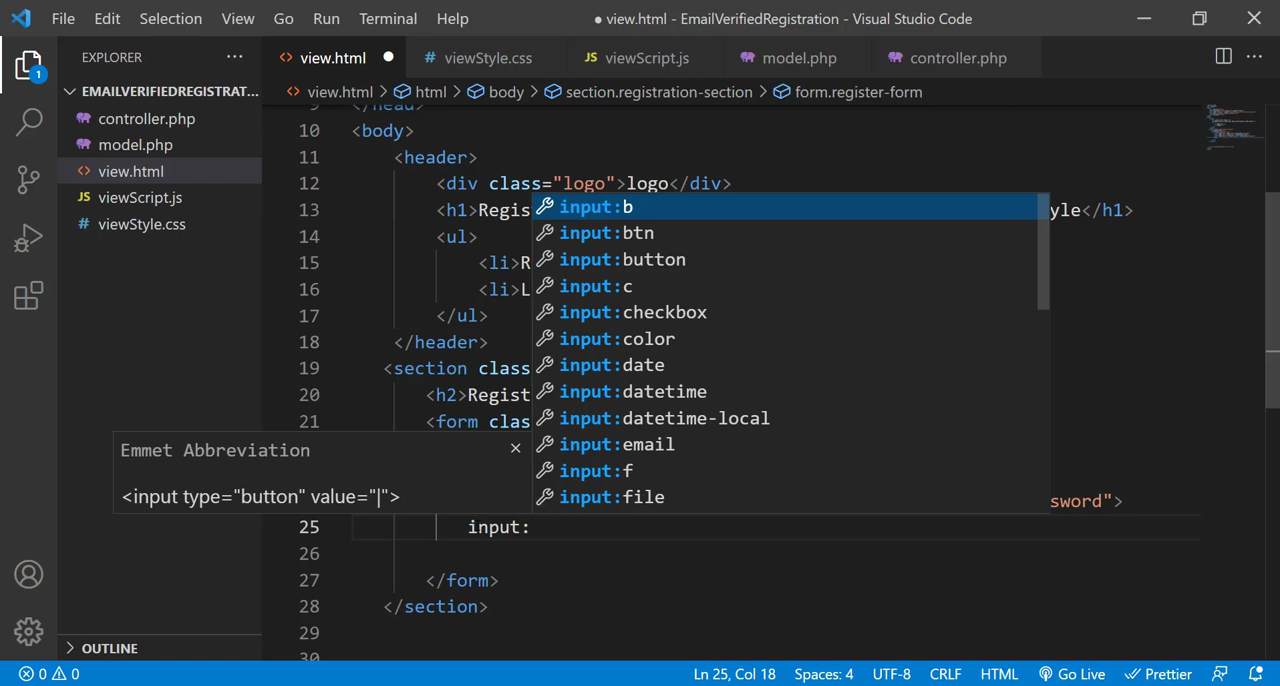 File Edit Selection View Go Run Terminal Help ● view.html - EmailVerifiedRegistration - Visual Studio Code
EXPLORER ... <> view.html ● # viewStyle.css JS viewScript.js model.php controller.php ...
1
EMAILVERIFIEDREGISTRAT... <> view.html > html > body > section.registration-section > form.register-form
controller.php
model.php
<> view.html
JS viewScript.js
# viewStyle.css
9 </head>
10 <body>
11 <header>
12 <div class="logo">logo</div>
13 <h1>Regis yle</h1>
14 <ul>
15 <li>R
16 <li>L
17 </ul>
18 </header>
19 <section class
20 <h2>Regist
21 <form clas
input:b
input:btn
input:button
input:c
input:checkbox
input:color
input:date
input:datetime
input:datetime-local
input:email
input:f
input:file
Emmet Abbreviation ×
<input type="button" value="|">
sword">
25 input:
26
27 </form>
28 </section>
29
30
OUTLINE
0 0 Ln 25, Col 18 Spaces: 4 UTF-8 CRLF HTML Go Live Prettier